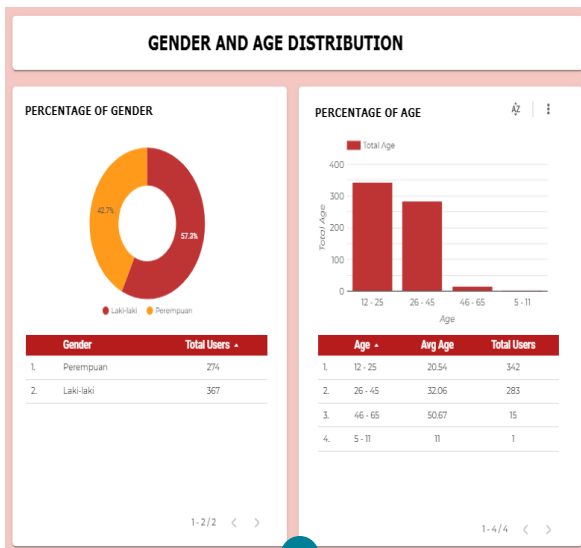 GENDER AND AGE DISTRIBUTION
PERCENTAGE OF GENDER
42.7%
57.3%
Laki-laki Perempuan
Gender Total Users
1. Perempuan 274
2. Laki-laki 367
1 - 2 / 2
PERCENTAGE OF AGE
AZ
Total Age
400
300
200
100
0
Total Age
12 - 25 26 - 45 46 - 65 5 - 11
Age
Age Avg Age Total Users
1. 12 - 25 20.54 342
2. 26 - 45 32.06 283
3. 46 - 65 50.67 15
4. 5 - 11 11 1
1 - 4 / 4